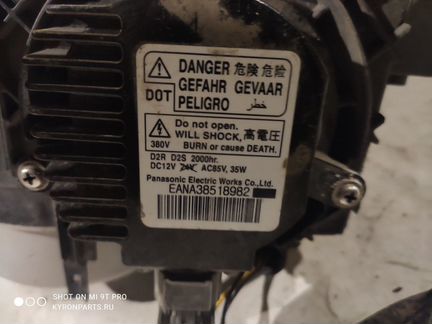 DANGER 危険 危险
GEFAHR GEVAAR
DOT PELIGRO خطر
Do not open.
WILL SHOCK, 高電圧
380V BURN or cause DEATH.
D2R D2S 2000hr.
DC12V 24V AC85V, 35W
Panasonic Electric Works Co.,Ltd.
EANA38518982
SHOT ON MI 9T PRO
KYRONPARTS.RU